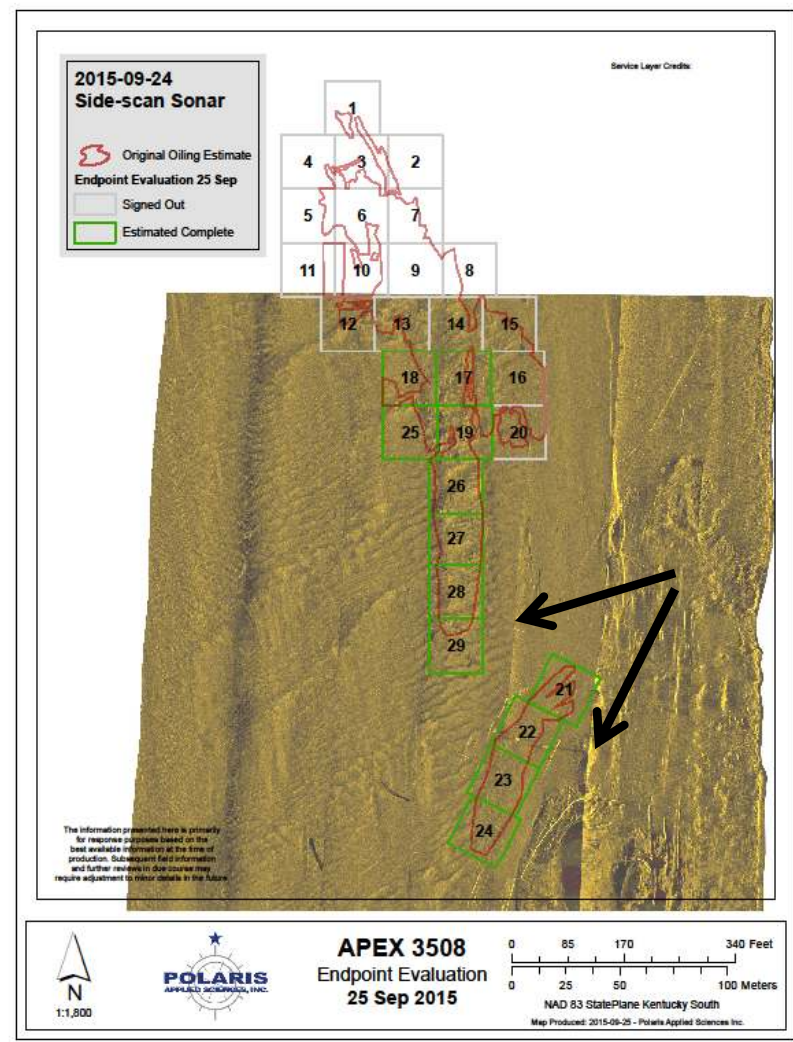 Service Layer Credits:
2015-09-24
Side-scan Sonar
Original Oiling Estimate
Endpoint Evaluation 25 Sep
Signed Out
Estimated Complete
1
4 3 2
5 6 7
11 10 9 8
12 13 14 15
18 17 16
25 19 20
26
27
28
29
21
22
23
24
The information presented here is primarily
for response purposes based on the
best available information at the time of
production. Subsequent field information
and further reviews in due course may
require adjustment to minor details in the future
N
1:1,800
POLARIS
APPLIED SCIENCES, INC.
APEX 3508
Endpoint Evaluation
25 Sep 2015
0 85 170 340 Feet
0 25 50 100 Meters
NAD 83 StatePlane Kentucky South
Map Produced: 2015-09-25 - Polaris Applied Sciences Inc.